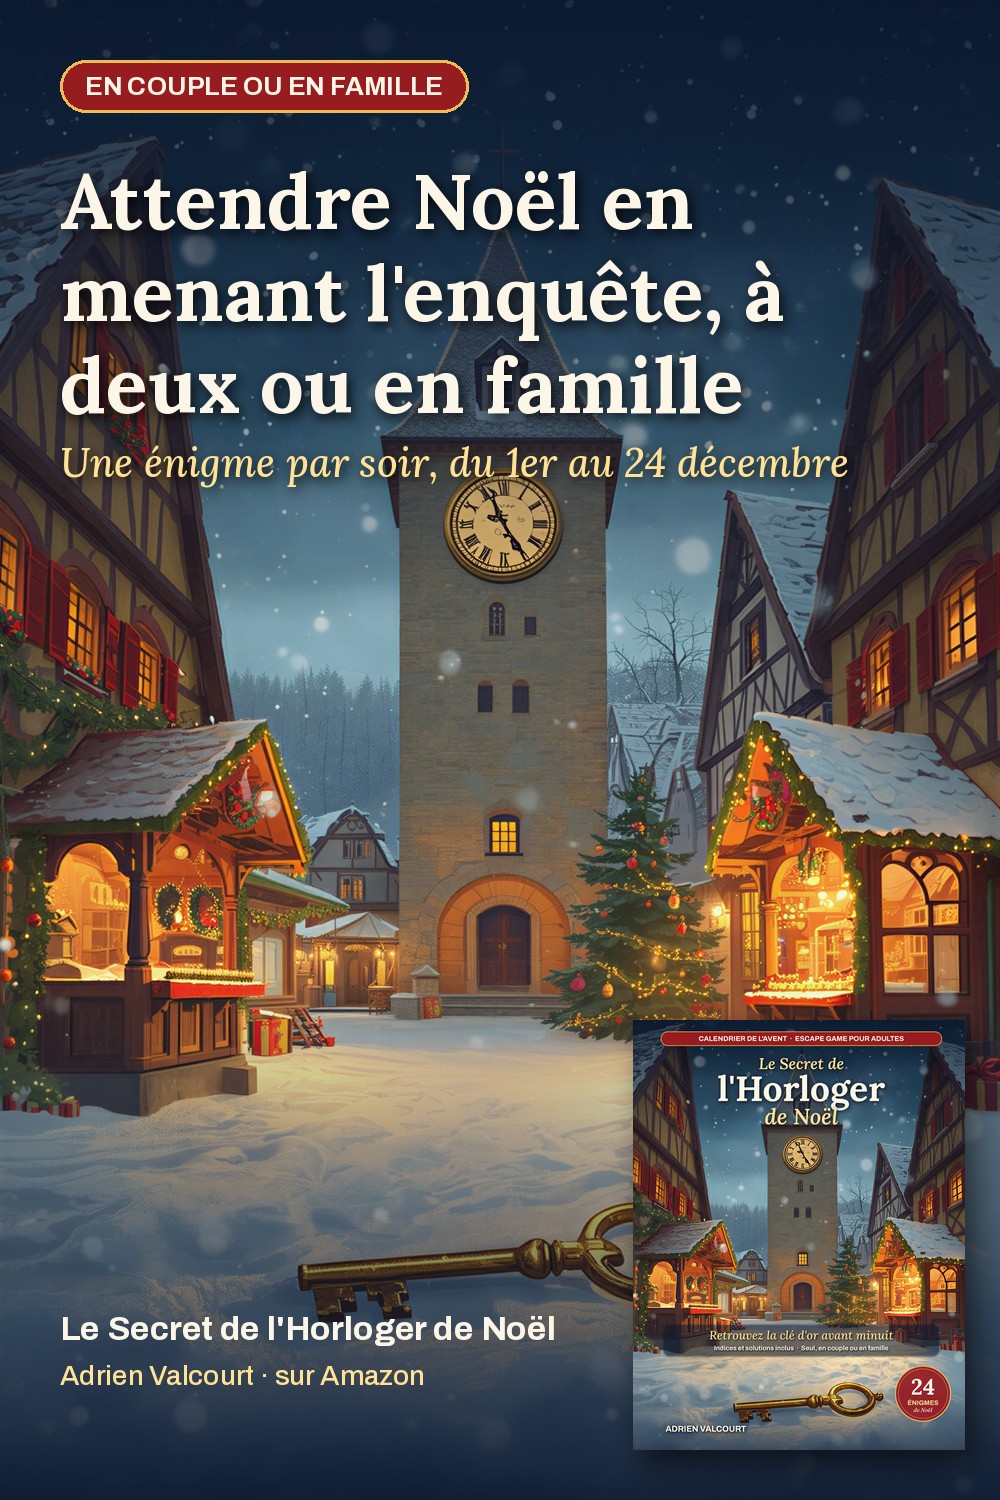 EN COUPLE OU EN FAMILLE
Attendre Noël en
menant l'enquête, à
deux ou en famille
Une énigme par soir, du 1er au 24 décembre
CALENDRIER DE L'AVENT · ESCAPE GAME POUR ADULTES
Le Secret de
l'Horloger
de Noël
Retrouvez la clé d'or avant minuit
Indices et solutions inclus · Seul, en couple ou en famille
24
ÉNIGMES
de Noël
ADRIEN VALCOURT
Le Secret de l'Horloger de Noël
Adrien Valcourt · sur Amazon